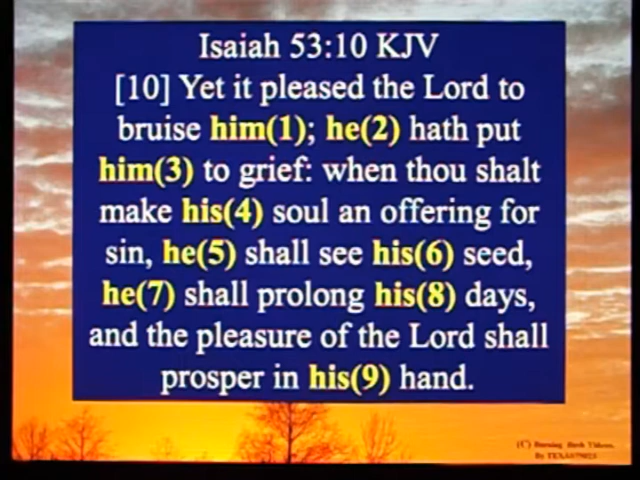 Isaiah 53:10 KJV
[10] Yet it pleased the Lord to
bruise him(1); he(2) hath put
him(3) to grief: when thou shalt
make his(4) soul an offering for
sin, he(5) shall see his(6) seed,
he(7) shall prolong his(8) days,
and the pleasure of the Lord shall
prosper in his(9) hand.
(C) Burning Bush Videos.